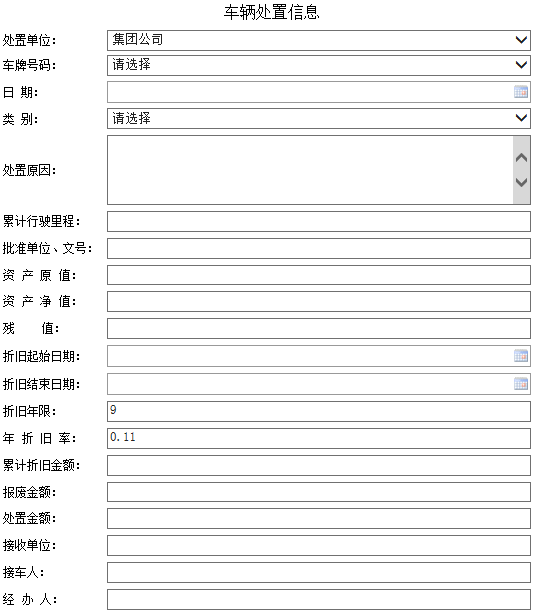 车辆处置信息
处置单位： 集团公司
车牌号码： 请选择
日 期：
类 别： 请选择
处置原因：
累计行驶里程：
批准单位、文号：
资 产 原 值：
资 产 净 值：
残 值：
折旧起始日期：
折旧结束日期：
折旧年限： 9
年 折 旧 率： 0.11
累计折旧金额：
报废金额：
处置金额：
接收单位：
接车人：
经 办 人：